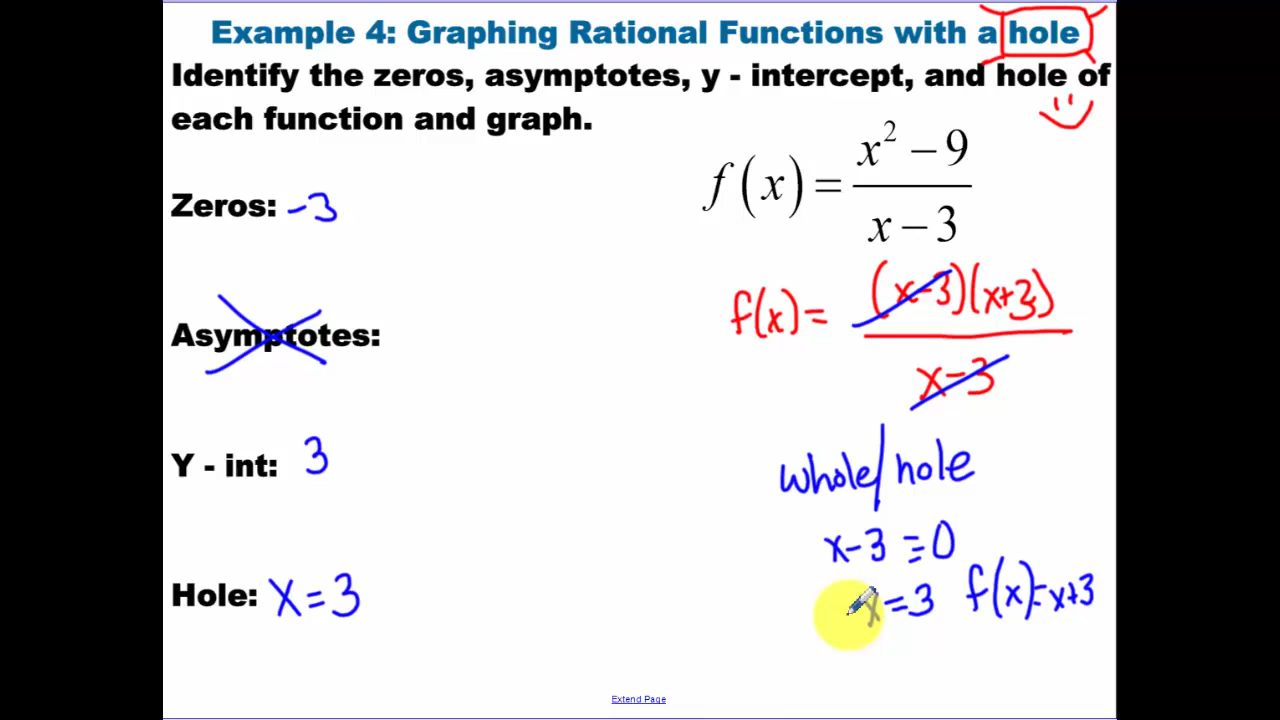 Example 4: Graphing Rational Functions with a hole
Identify the zeros, asymptotes, y - intercept, and hole of
each function and graph.
f(x) = x² − 9 / x − 3
Zeros: -3
f(x) = (x-3)(x+3) / x-3
Asymptotes:
Y - int: 3
whole/hole
x-3 = 0
Hole: x = 3
x = 3 f(x)= x+3
Extend Page